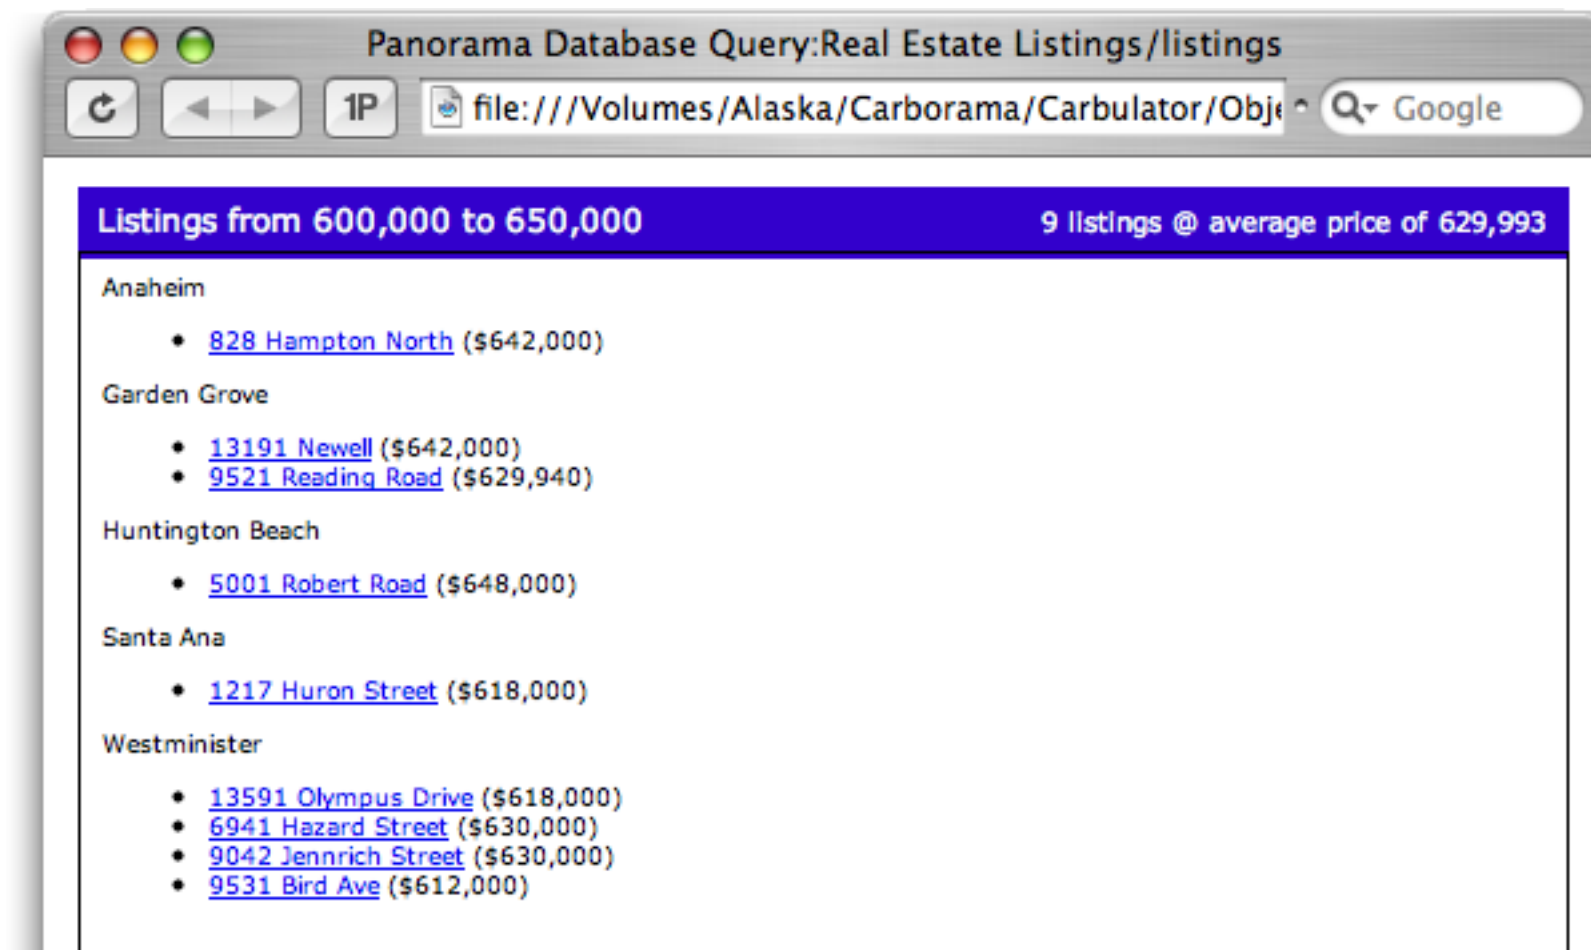 Panorama Database Query:Real Estate Listings/listings
1P file:///Volumes/Alaska/Carborama/Carbulator/Obje Google
Listings from 600,000 to 650,000 9 listings @ average price of 629,993
Anaheim
• 828 Hampton North ($642,000)
Garden Grove
• 13191 Newell ($642,000)
• 9521 Reading Road ($629,940)
Huntington Beach
• 5001 Robert Road ($648,000)
Santa Ana
• 1217 Huron Street ($618,000)
Westminister
• 13591 Olympus Drive ($618,000)
• 6941 Hazard Street ($630,000)
• 9042 Jennrich Street ($630,000)
• 9531 Bird Ave ($612,000)